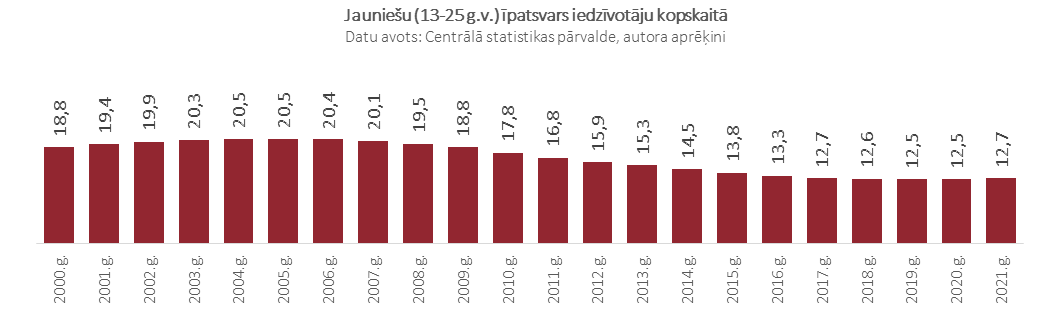 Jauniešu (13-25 g.v.) īpatsvars iedzīvotāju kopskaitā
Datu avots: Centrālā statistikas pārvalde, autora aprēķini
18,8 19,4 19,9 20,3 20,5 20,5 20,4 20,1 19,5 18,8 17,8 16,8 15,9 15,3 14,5 13,8 13,3 12,7 12,6 12,5 12,5 12,7
2000.g. 2001.g. 2002.g. 2003.g. 2004.g. 2005.g. 2006.g. 2007.g. 2008.g. 2009.g. 2010.g. 2011.g. 2012.g. 2013.g. 2014.g. 2015.g. 2016.g. 2017.g. 2018.g. 2019.g. 2020.g. 2021.g.